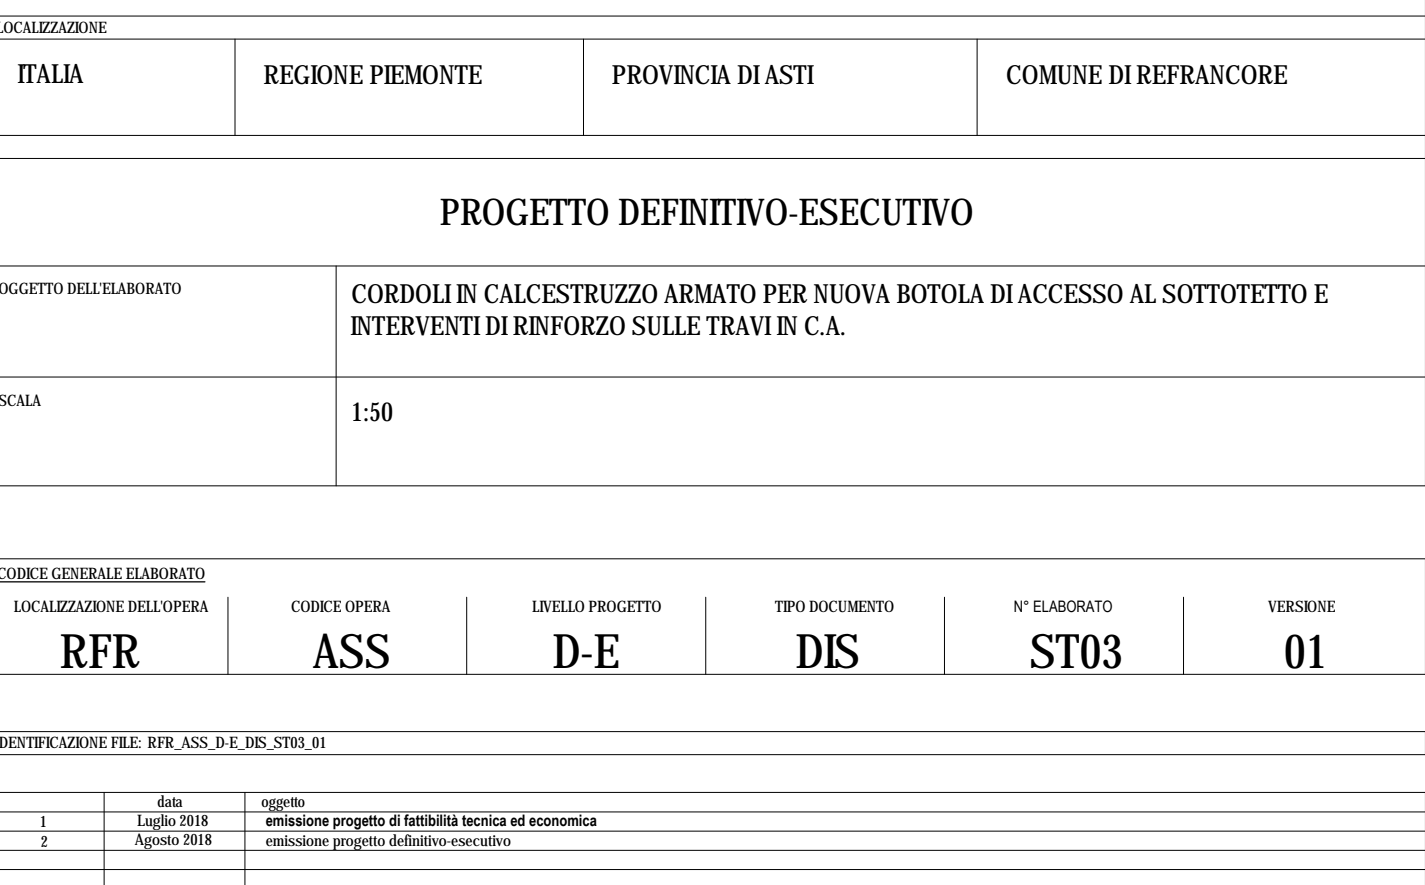 LOCALIZZAZIONE
ITALIA REGIONE PIEMONTE PROVINCIA DI ASTI COMUNE DI REFRANCORE
PROGETTO DEFINITIVO-ESECUTIVO
OGGETTO DELL'ELABORATO
CORDOLI IN CALCESTRUZZO ARMATO PER NUOVA BOTOLA DI ACCESSO AL SOTTOTETTO E
INTERVENTI DI RINFORZO SULLE TRAVI IN C.A.
SCALA
1:50
CODICE GENERALE ELABORATO
LOCALIZZAZIONE DELL'OPERA CODICE OPERA LIVELLO PROGETTO TIPO DOCUMENTO N° ELABORATO VERSIONE
RFR ASS D-E DIS ST03 01
IDENTIFICAZIONE FILE: RFR_ASS_D-E_DIS_ST03_01
data oggetto
1 Luglio 2018 emissione progetto di fattibilità tecnica ed economica
2 Agosto 2018 emissione progetto definitivo-esecutivo